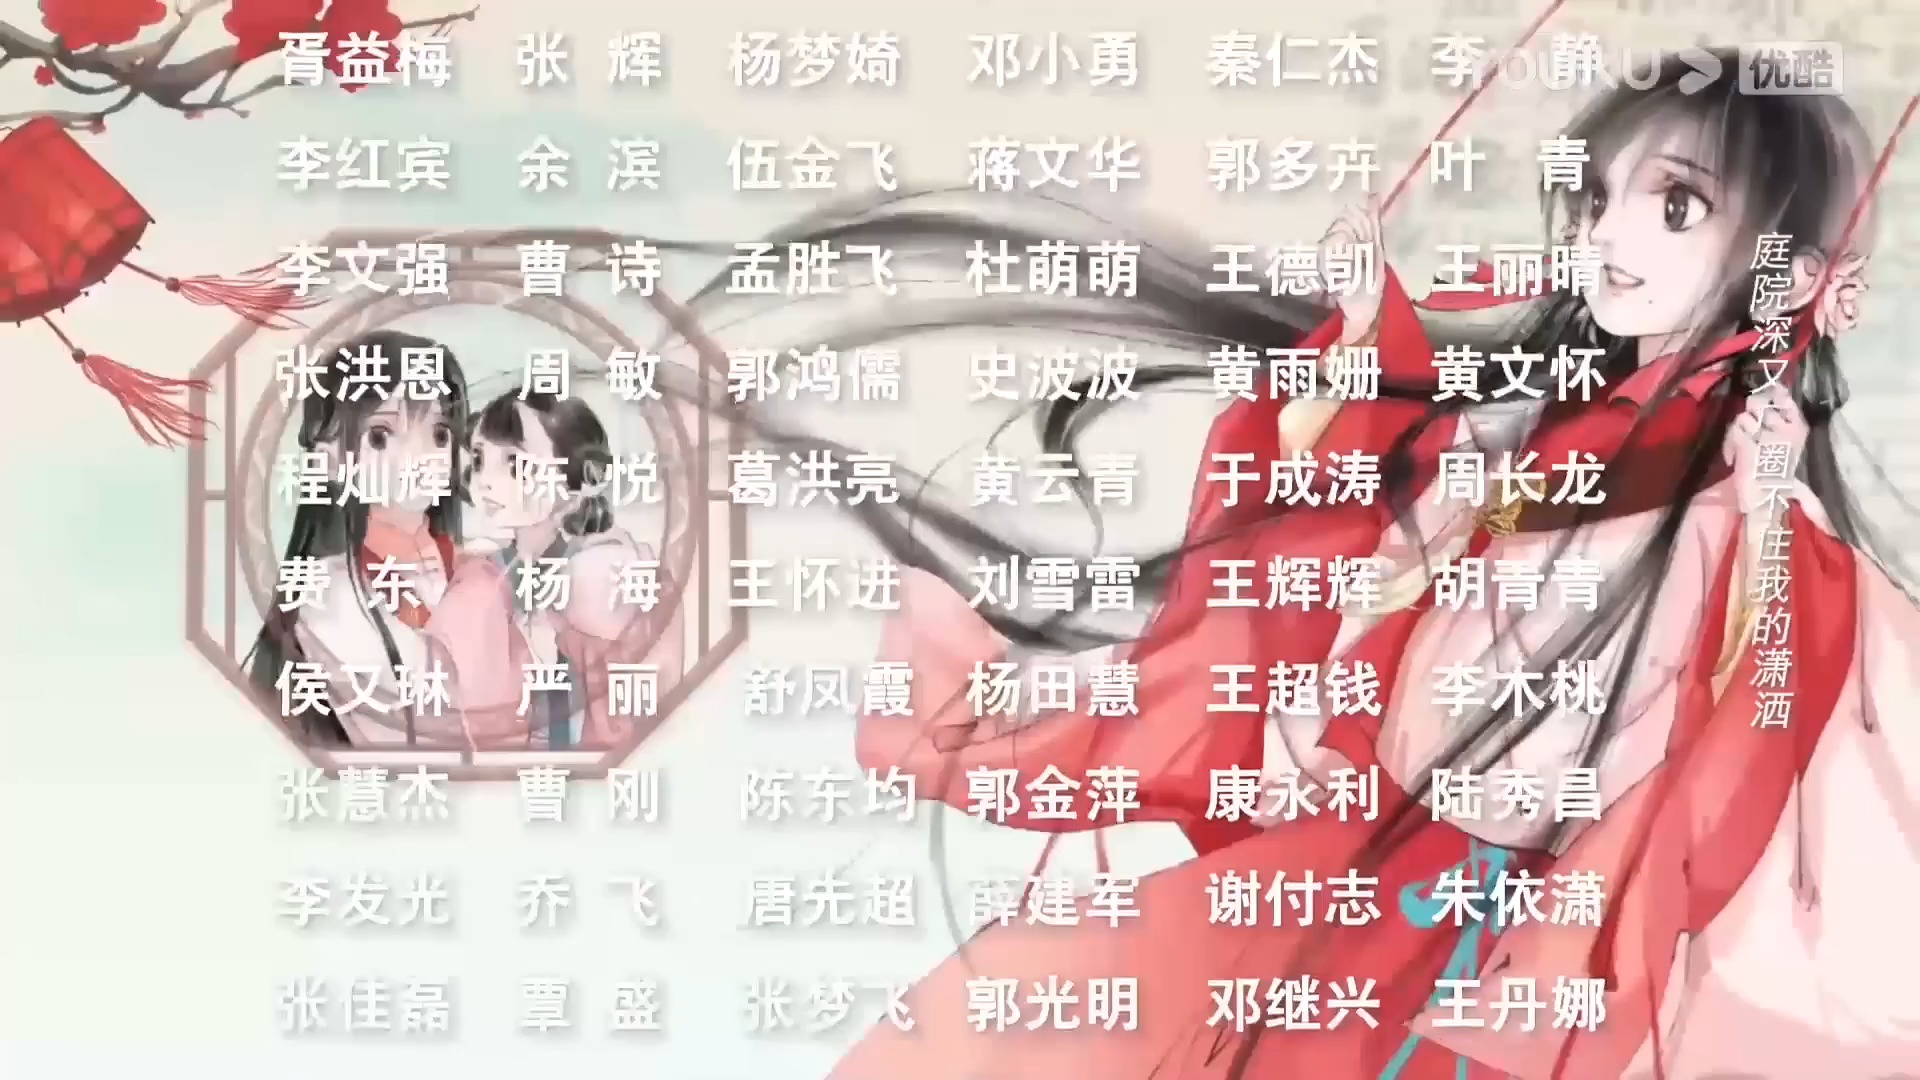 胥益梅 张 辉 杨梦婍 邓小勇 秦仁杰 李 静
YOUKU 优酷
李红宾 余 滨 伍金飞 蒋文华 郭多卉 叶 青
李文强 曹 诗 孟胜飞 杜萌萌 王德凯 王丽晴
张洪恩 周 敏 郭鸿儒 史波波 黄雨姗 黄文怀
程灿辉 陈 悦 葛洪亮 黄云青 于成涛 周长龙
费 东 杨 海 王怀进 刘雪雷 王辉辉 胡青青
侯又琳 严 丽 舒凤霞 杨田慧 王超钱 李木桃
张慧杰 曹 刚 陈东均 郭金萍 康永利 陆秀昌
李发光 乔 飞 唐先超 薛建军 谢付志 朱依潇
张佳磊 覃 盛 张梦飞 郭光明 邓继兴 王丹娜
庭院深又广圈不住我的潇洒